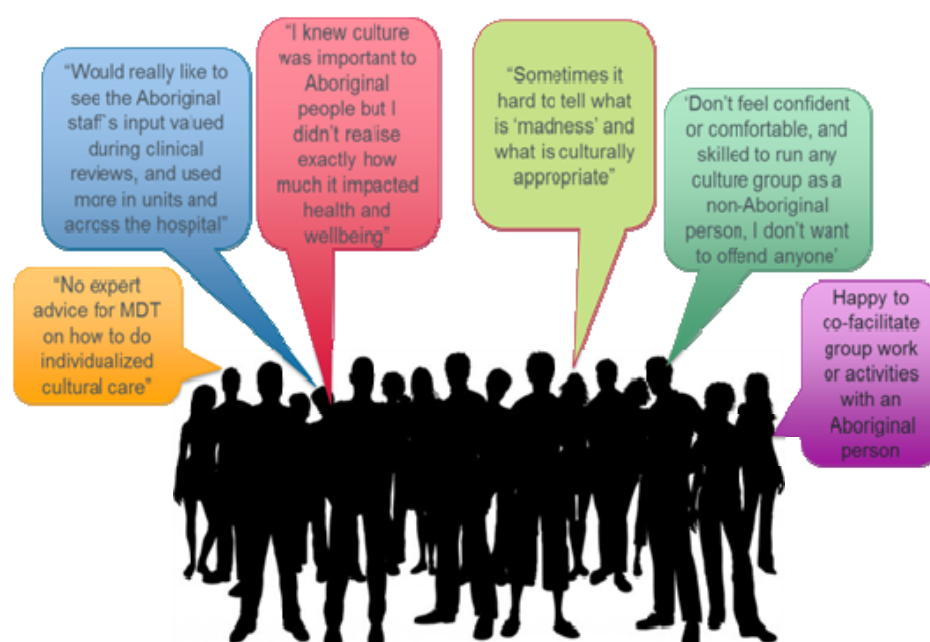 “Would really like to
see the Aboriginal
staff’s input valued
during clinical
reviews, and used
more in units and
across the hospital”
“I knew culture
was important to
Aboriginal
people but I
didn’t realise
exactly how
much it impacted
health and
wellbeing”
“Sometimes it
hard to tell what
is ‘madness’ and
what is culturally
appropriate”
‘Don’t feel confident
or comfortable, and
skilled to run any
culture group as a
non-Aboriginal
person, I don’t want
to offend anyone’
“No expert
advice for MDT
on how to do
individualized
cultural care”
Happy to
co-facilitate
group work
or activities
with an
Aboriginal
person